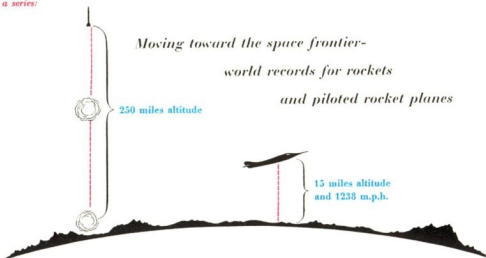 a series:
Moving toward the space frontier-
world records for rockets
and piloted rocket planes
250 miles altitude
15 miles altitude
and 1238 m.p.h.